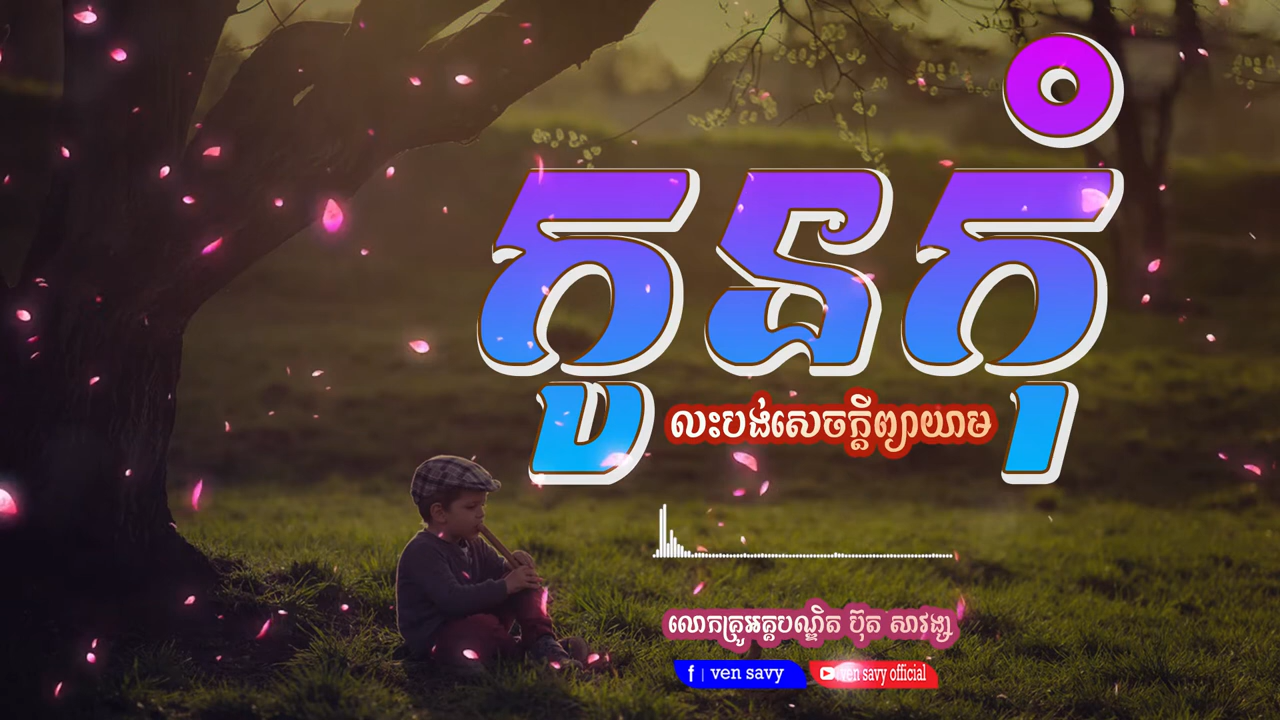 កូនកុំ
លះបង់សេចក្ដីព្យាយាម
លោកគ្រូអគ្គបណ្ឌិត ប៊ុត សាវង្ស
f | ven savy
ven savy official